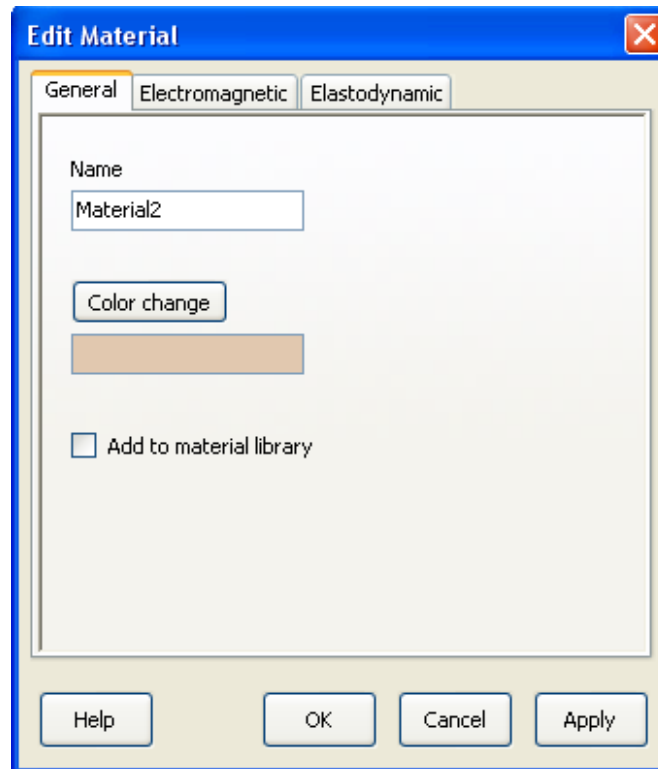 Edit Material
General Electromagnetic Elastodynamic
Name
Material2
Color change
Add to material library
Help OK Cancel Apply